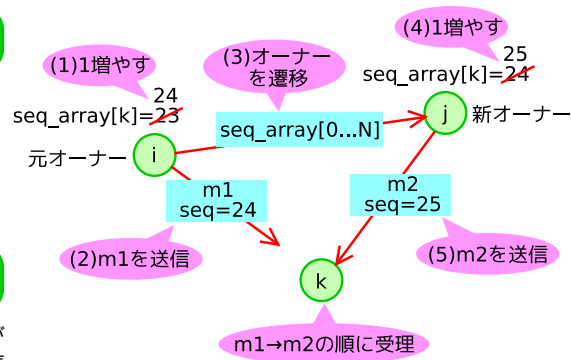 (4)1増やす
(1)1増やす
(3)オーナー
を遷移
25
seq_array[k]=24
24
seq_array[k]=23
seq_array[0...N]
j
新オーナー
元オーナー
i
m1
seq=24
m2
seq=25
(2)m1を送信
(5)m2を送信
k
m1→m2の順に受理
が